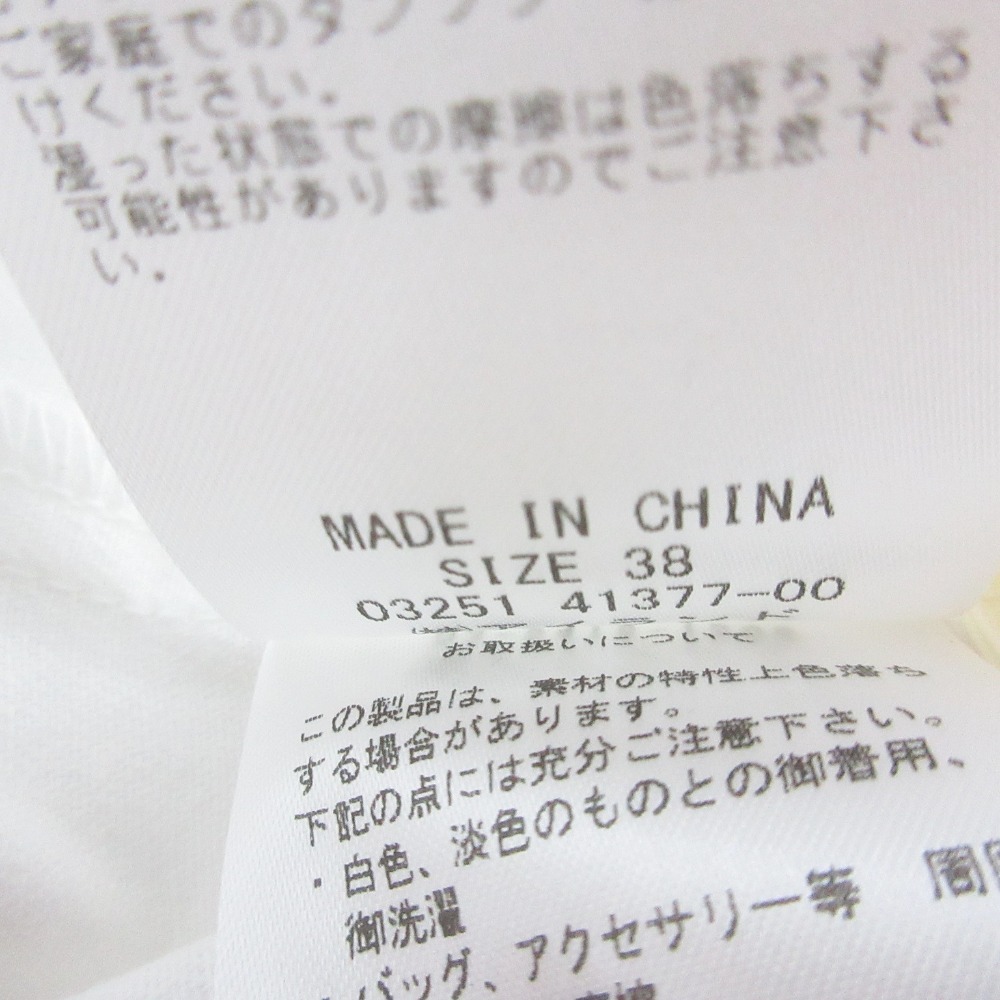 ご家庭でのタンブラー
けください.
湿った状態での摩擦は色落ちする
可能性がありますのでご注意下さ
い.
MADE IN CHINA
SIZE 38
03251 41377-00
お取扱いについて
この製品は、素材の特性上色落ち
する場合があります。
下記の点には充分ご注意下さい。
・白色、淡色のものとの御着用、
御洗濯
バッグ、アクセサリー等